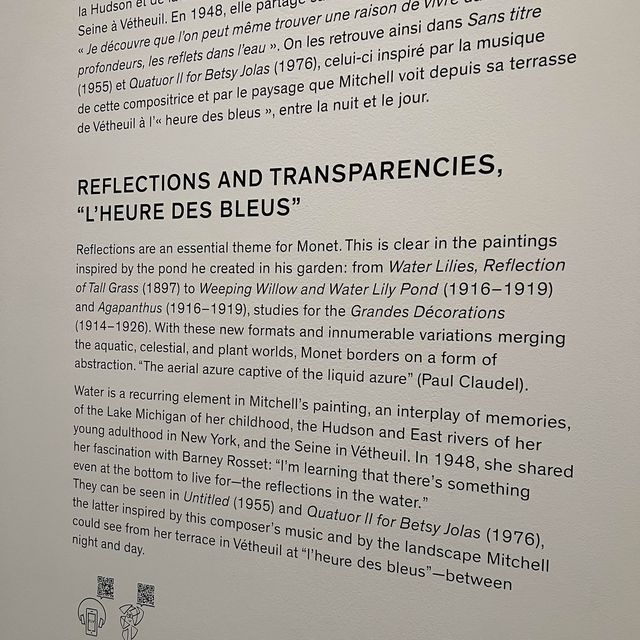 la Hudson et de la
Seine à Vétheuil. En 1948, elle partage
« Je découvre que l'on peut même trouver une raison de vivre
profondeurs, les reflets dans l'eau ». On les retrouve ainsi dans Sans titre
(1955) et Quatuor II for Betsy Jolas (1976), celui-ci inspiré par la musique
de cette compositrice et par le paysage que Mitchell voit depuis sa terrasse
de Vétheuil à l'« heure des bleus », entre la nuit et le jour.
REFLECTIONS AND TRANSPARENCIES,
“L'HEURE DES BLEUS”
Reflections are an essential theme for Monet. This is clear in the paintings
inspired by the pond he created in his garden: from Water Lilies, Reflection
of Tall Grass (1897) to Weeping Willow and Water Lily Pond (1916–1919)
and Agapanthus (1916–1919), studies for the Grandes Décorations
(1914–1926). With these new formats and innumerable variations merging
the aquatic, celestial, and plant worlds, Monet borders on a form of
abstraction. “The aerial azure captive of the liquid azure” (Paul Claudel).
Water is a recurring element in Mitchell's painting, an interplay of memories,
of the Lake Michigan of her childhood, the Hudson and East rivers of her
young adulthood in New York, and the Seine in Vétheuil. In 1948, she shared
her fascination with Barney Rosset: “I'm learning that there's something
even at the bottom to live for—the reflections in the water.”
They can be seen in Untitled (1955) and Quatuor II for Betsy Jolas (1976),
the latter inspired by this composer's music and by the landscape Mitchell
could see from her terrace in Vétheuil at “l'heure des bleus”—between
night and day.